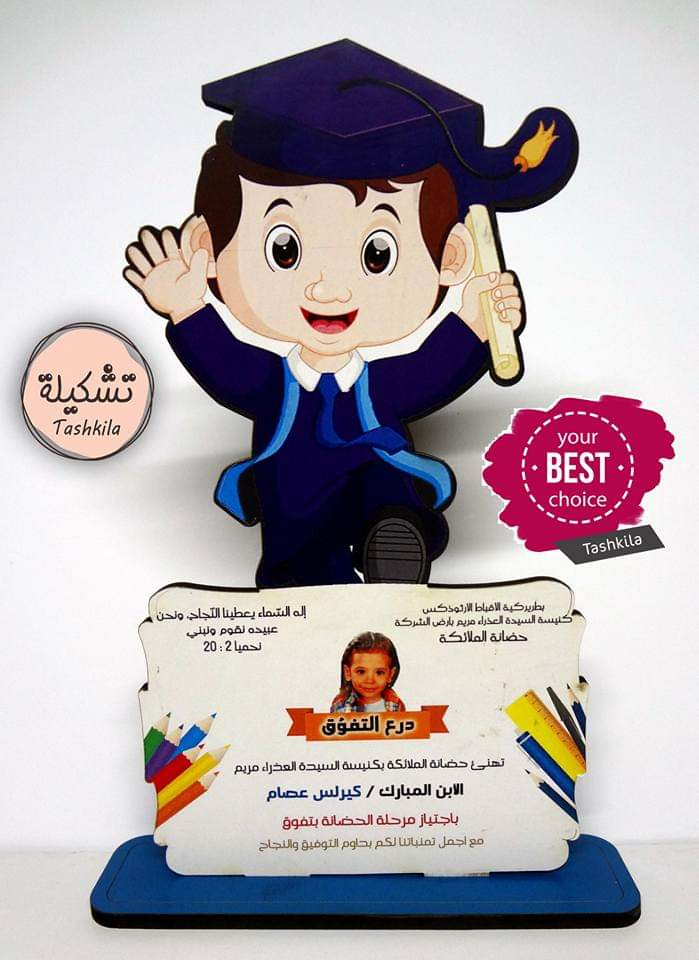 تشكيلة
Tashkila
your
BEST
choice
Tashkila
بطريركية الاقباط الارثوذكس
كنيسة السيدة العذراء مريم بارض الشركة
حضانة الملائكة
إله السماء يعطينا النجاح، ونحن
عبيده نقوم ونبني
نحميا 2 : 20
درع التفوق
تهنئ حضانة الملائكة بكنيسة السيدة العذراء مريم
الابن المبارك / كيرلس عصام
باجتياز مرحلة الحضانة بتفوق
مع اجمل تمنياتنا لكم بدوام التوفيق والنجاح